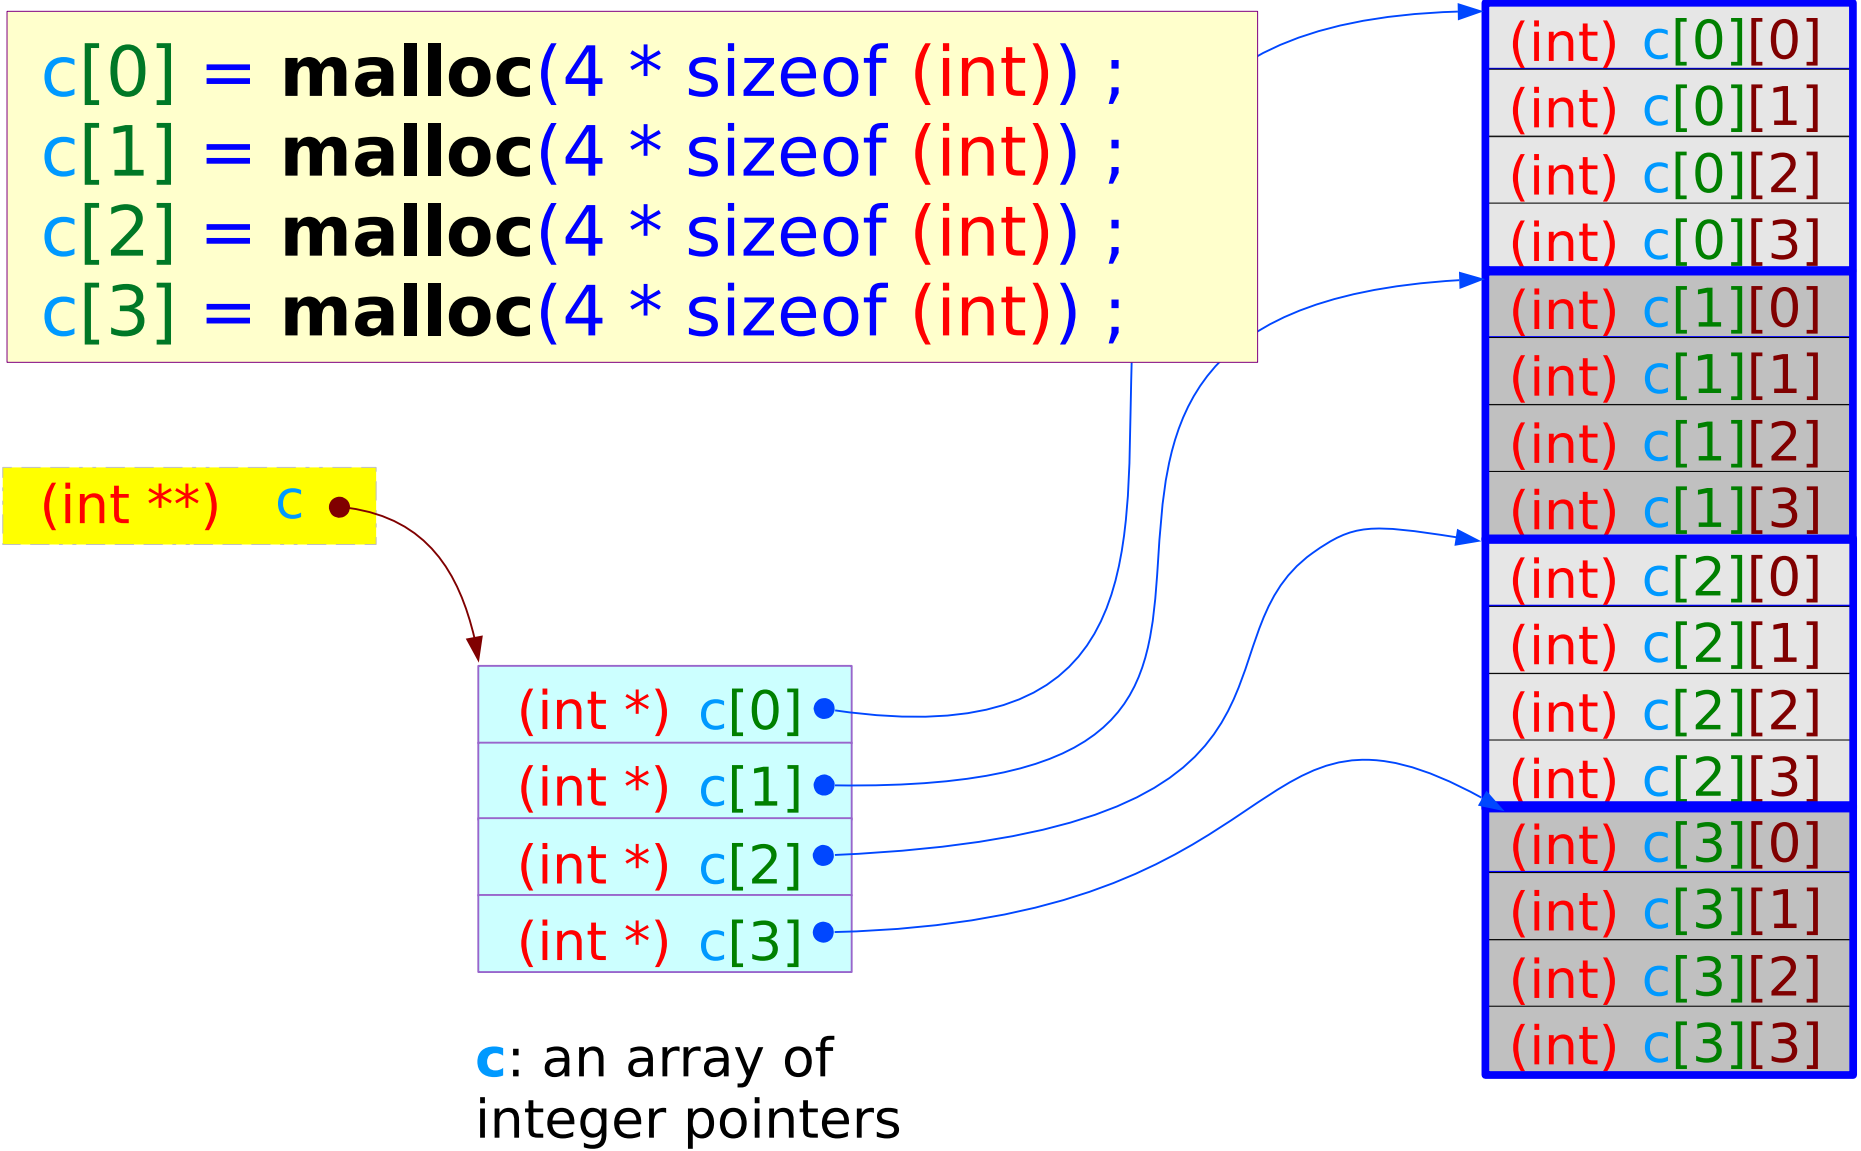 c[0] = malloc(4 * sizeof (int)) ;
c[1] = malloc(4 * sizeof (int)) ;
c[2] = malloc(4 * sizeof (int)) ;
c[3] = malloc(4 * sizeof (int)) ;
(int **) c
(int *) c[0]
(int *) c[1]
(int *) c[2]
(int *) c[3]
c: an array of
integer pointers
(int) c[0][0]
(int) c[0][1]
(int) c[0][2]
(int) c[0][3]
(int) c[1][0]
(int) c[1][1]
(int) c[1][2]
(int) c[1][3]
(int) c[2][0]
(int) c[2][1]
(int) c[2][2]
(int) c[2][3]
(int) c[3][0]
(int) c[3][1]
(int) c[3][2]
(int) c[3][3]